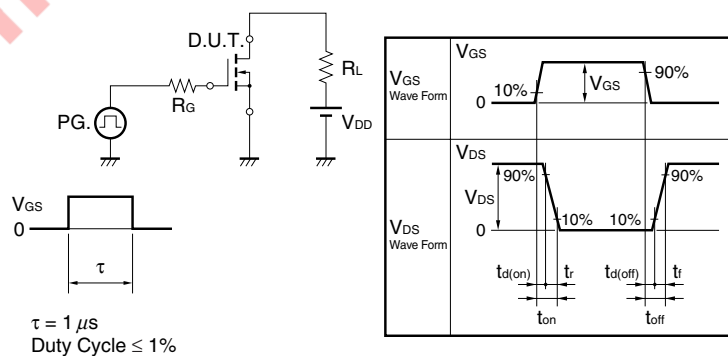 D.U.T.
RL
RG
PG.
VDD
VGS
0
τ
τ = 1 μs
Duty Cycle ≤ 1%
VGS
Wave Form
VGS
10%
VGS
90%
0
VDS
Wave Form
VDS
90%
VDS
10%
10%
90%
0
td(on)
tr
td(off)
tf
ton
toff